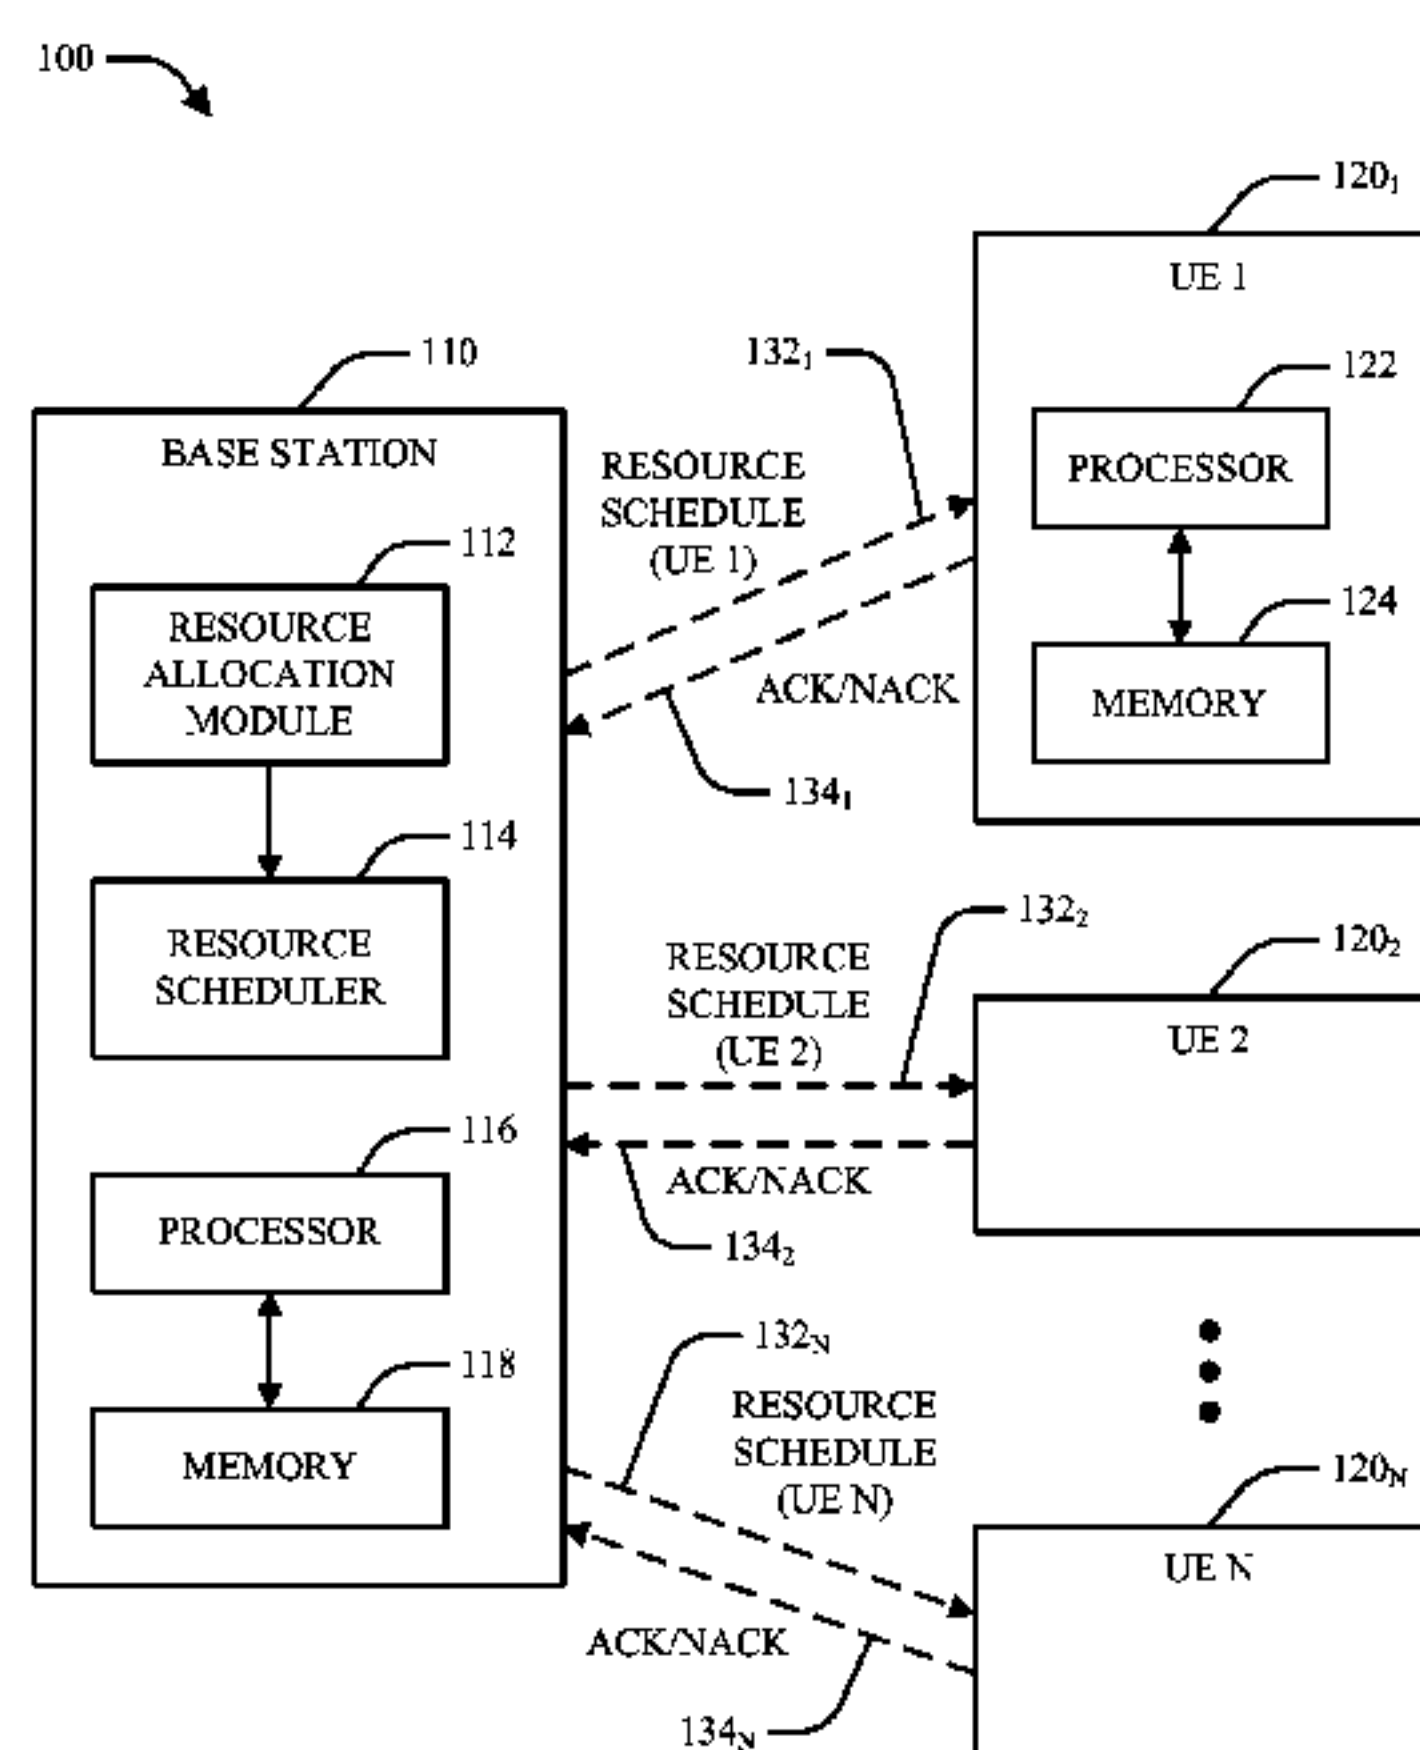 100
120₁
UE 1
110
132₁
122
BASE STATION
RESOURCE
SCHEDULE
(UE 1)
PROCESSOR
112
124
RESOURCE
ALLOCATION
MODULE
ACK/NACK
MEMORY
134₁
114
132₂
120₂
RESOURCE
SCHEDULER
RESOURCE
SCHEDULE
(UE 2)
UE 2
116
ACK/NACK
PROCESSOR
134₂
132N
118
RESOURCE
SCHEDULE
(UE N)
MEMORY
120N
UE N
ACK/NACK
134N